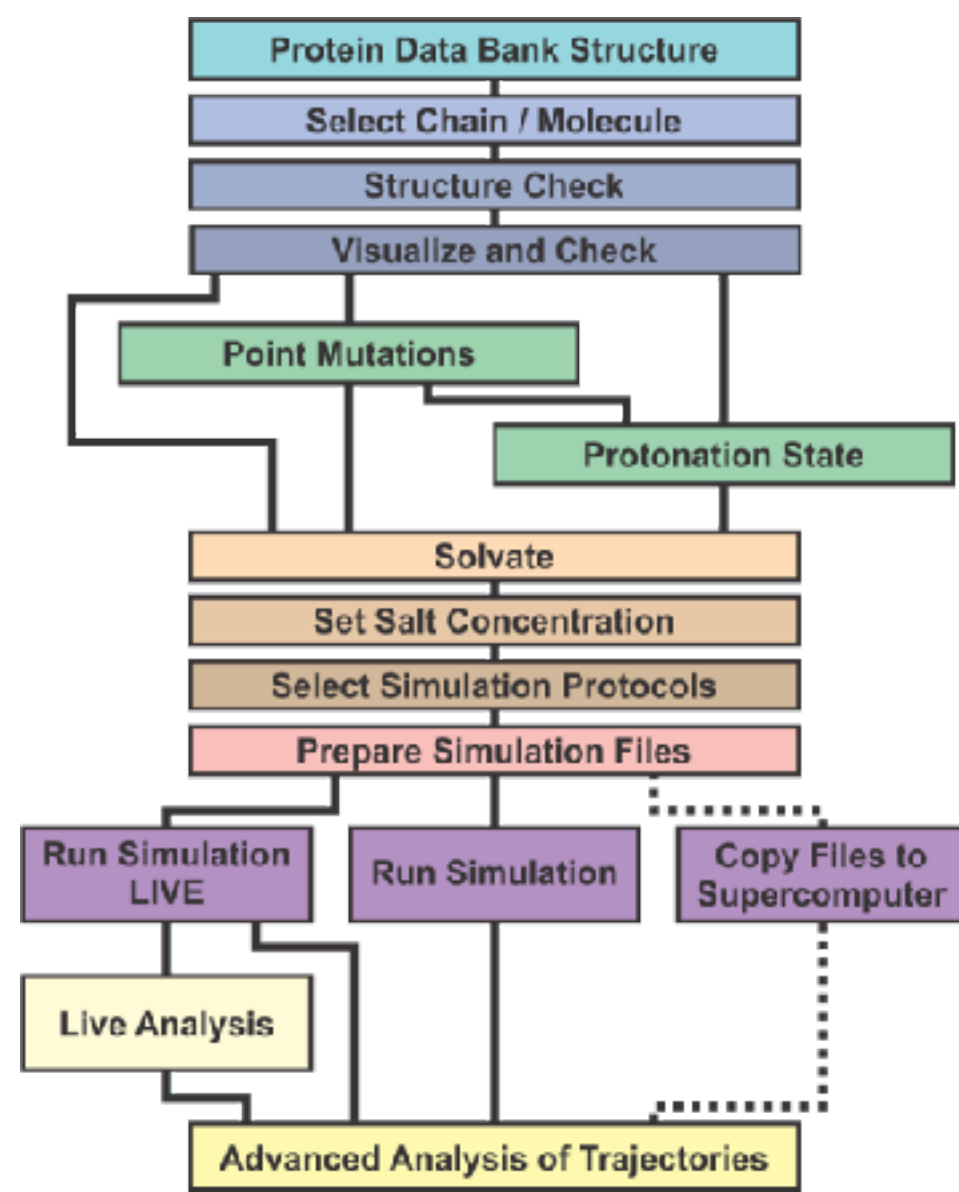 Protein Data Bank Structure
Select Chain / Molecule
Structure Check
Visualize and Check
Point Mutations
Protonation State
Solvate
Set Salt Concentration
Select Simulation Protocols
Prepare Simulation Files
Run Simulation
LIVE
Run Simulation
Copy Files to
Supercomputer
Live Analysis
Advanced Analysis of Trajectories